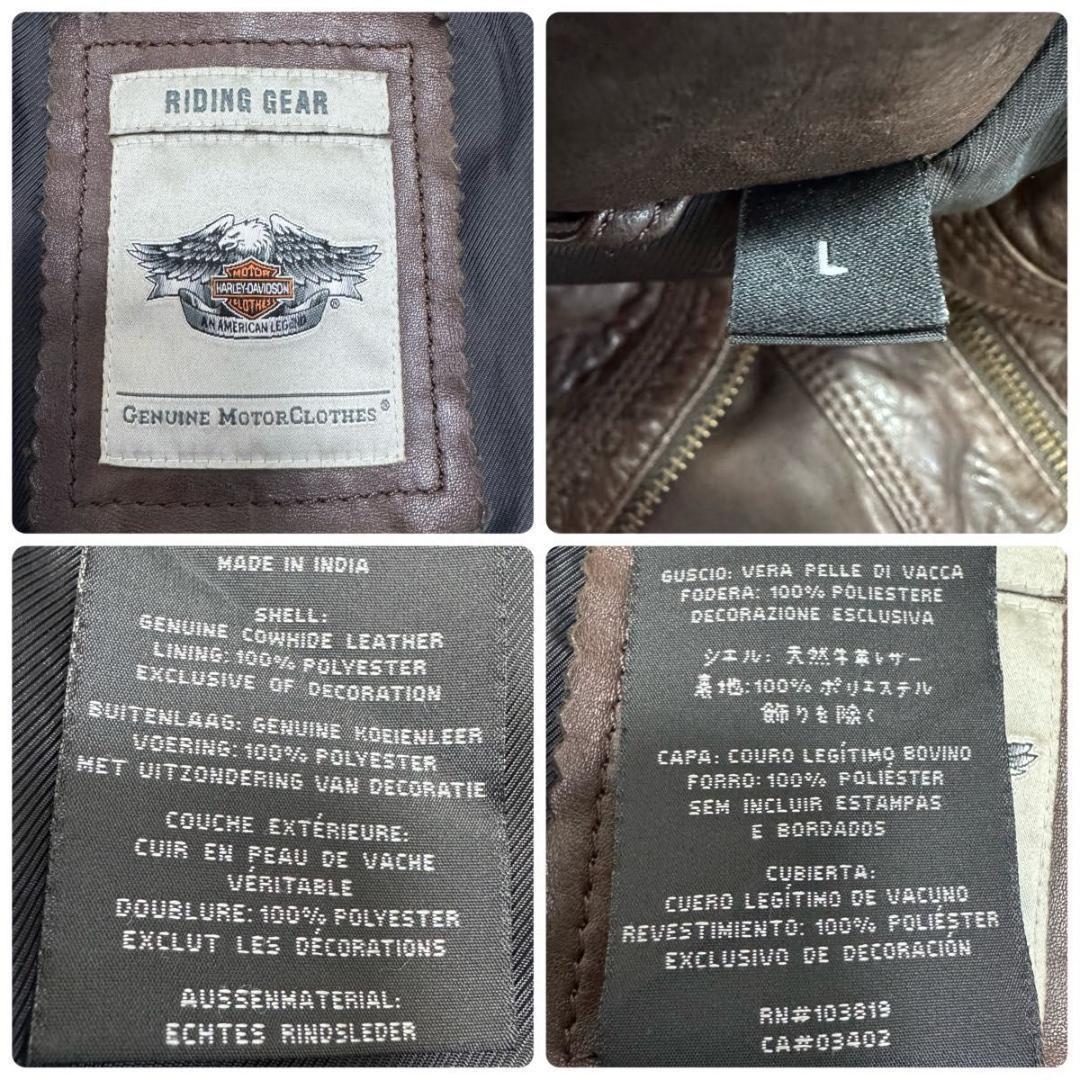 RIDING GEAR
MOTOR
HARLEY-DAVIDSON
CLOTHES
®
AN AMERICAN LEGEND
GENUINE MOTORCLOTHES®
L
MADE IN INDIA
SHELL:
GENUINE COWHIDE LEATHER
LINING: 100% POLYESTER
EXCLUSIVE OF DECORATION
BUITENLAAG: GENUINE KOEIENLEER
VOERING: 100% POLYESTER
MET UITZONDERING VAN DECORATIE
COUCHE EXTÉRIEURE:
CUIR EN PEAU DE VACHE
VÉRITABLE
DOUBLURE: 100% POLYESTER
EXCLUT LES DÉCORATIONS
AUSSENMATERIAL:
ECHTES RINDSLEDER
GUSCIO: VERA PELLE DI VACCA
FODERA: 100% POLIESTERE
DECORAZIONE ESCLUSIVA
シエル: 天然牛革レザー
裏地:100% ポリエステル
飾りを除く
CAPA: COURO LEGÍTIMO BOVINO
FORRO: 100% POLIÉSTER
SEM INCLUIR ESTAMPAS
E BORDADOS
CUBIERTA:
CUERO LEGÍTIMO DE VACUNO
REVESTIMIENTO: 100% POLIÉSTER
EXCLUSIVO DE DECORACIÓN
RN#103819
CA#03402